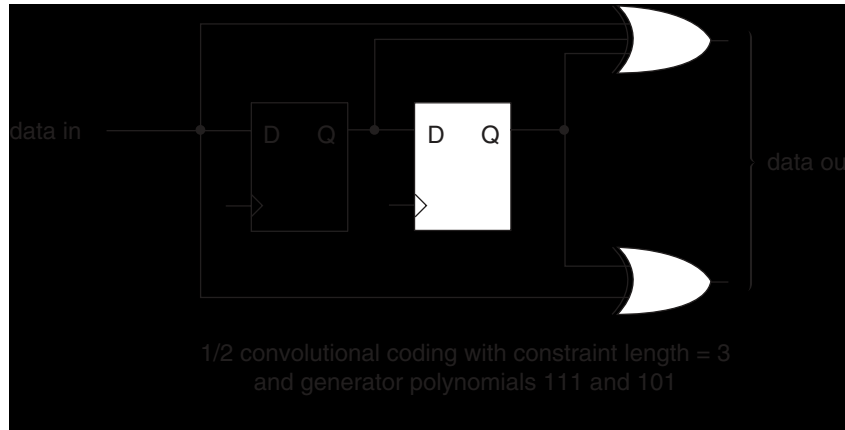 data in
D Q
D Q
data ou
1/2 convolutional coding with constraint length = 3
and generator polynomials 111 and 101